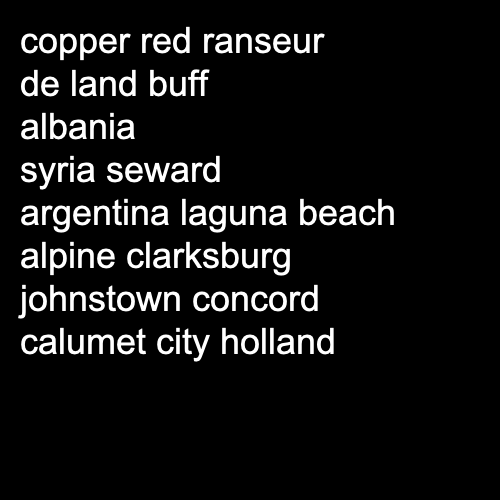 copper red ranseur
de land buff
albania
syria seward
argentina laguna beach
alpine clarksburg
johnstown concord
calumet city holland